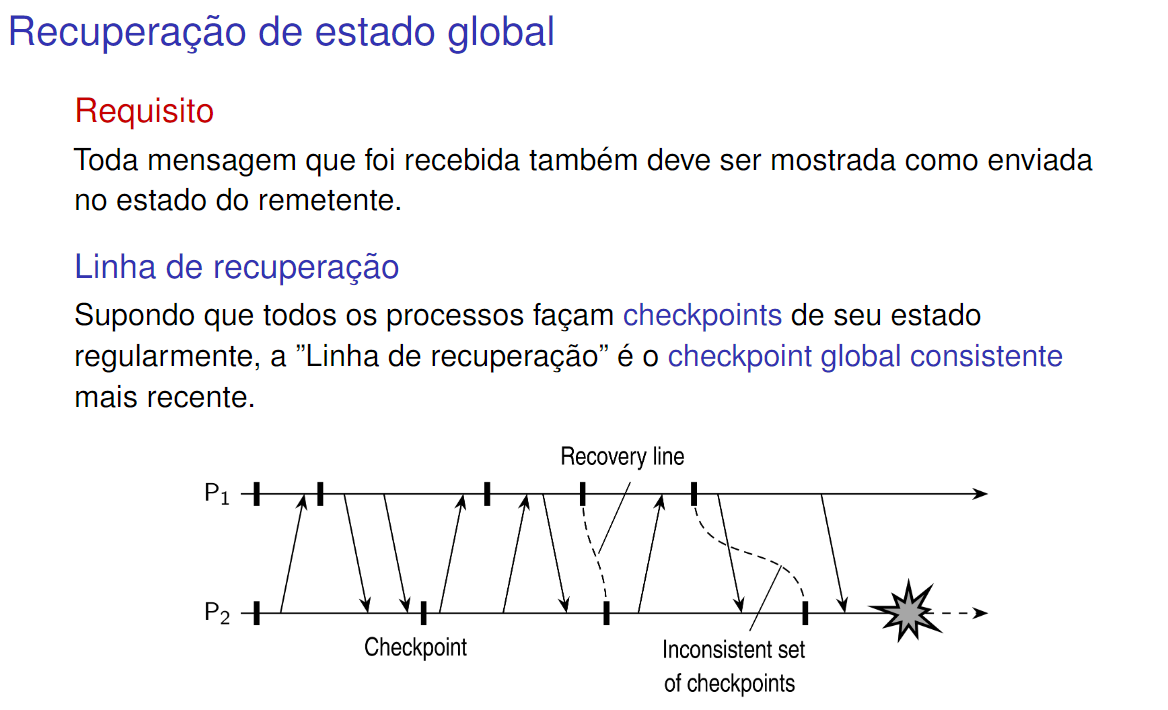 Recuperação de estado global
Requisito
Toda mensagem que foi recebida também deve ser mostrada como enviada
no estado do remetente.
Linha de recuperação
Supondo que todos os processos façam checkpoints de seu estado
regularmente, a ”Linha de recuperação” é o checkpoint global consistente
mais recente.
Recovery line
P1
P2
Checkpoint
Inconsistent set
of checkpoints